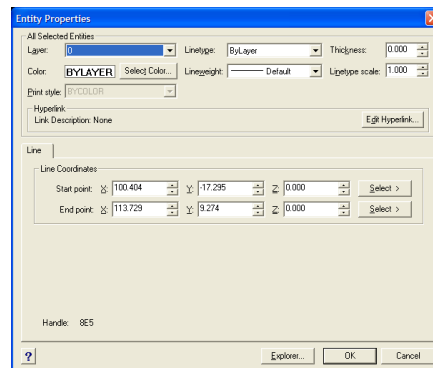 Entity Properties
All Selected Entities
Layer: 0 Linetype: ByLayer Thickness: 0.000
Color: BYLAYER Select Color... Lineweight: Default Linetype scale: 1.000
Print style: BYCOLOR
Hyperlink
Link Description: None Edit Hyperlink...
Line
Line Coordinates
Start point: X: 100.404 Y: -17.295 Z: 0.000 Select >
End point: X: 113.729 Y: 9.274 Z: 0.000 Select >
Handle: 8E5
? Explorer... OK Cancel